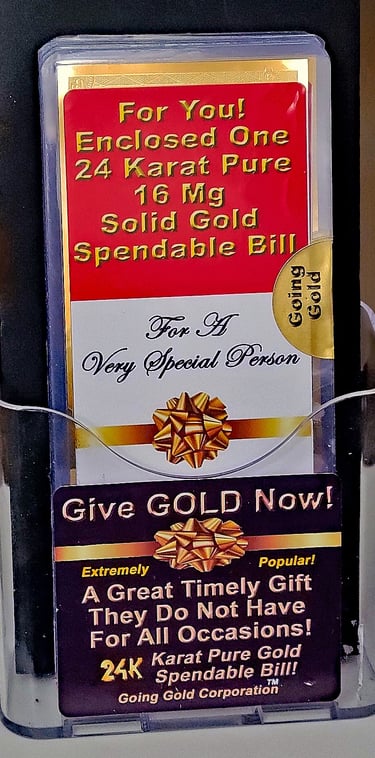 For You!
Enclosed One
24 Karat Pure
16 Mg
Solid Gold
Spendable Bill
Going
Gold
For A
Very Special Person
Give GOLD Now!
Extremely
Popular!
A Great Timely Gift
They Do Not Have
For All Occasions!
24K Karat Pure Gold
Spendable Bill!
Going Gold Corporation™